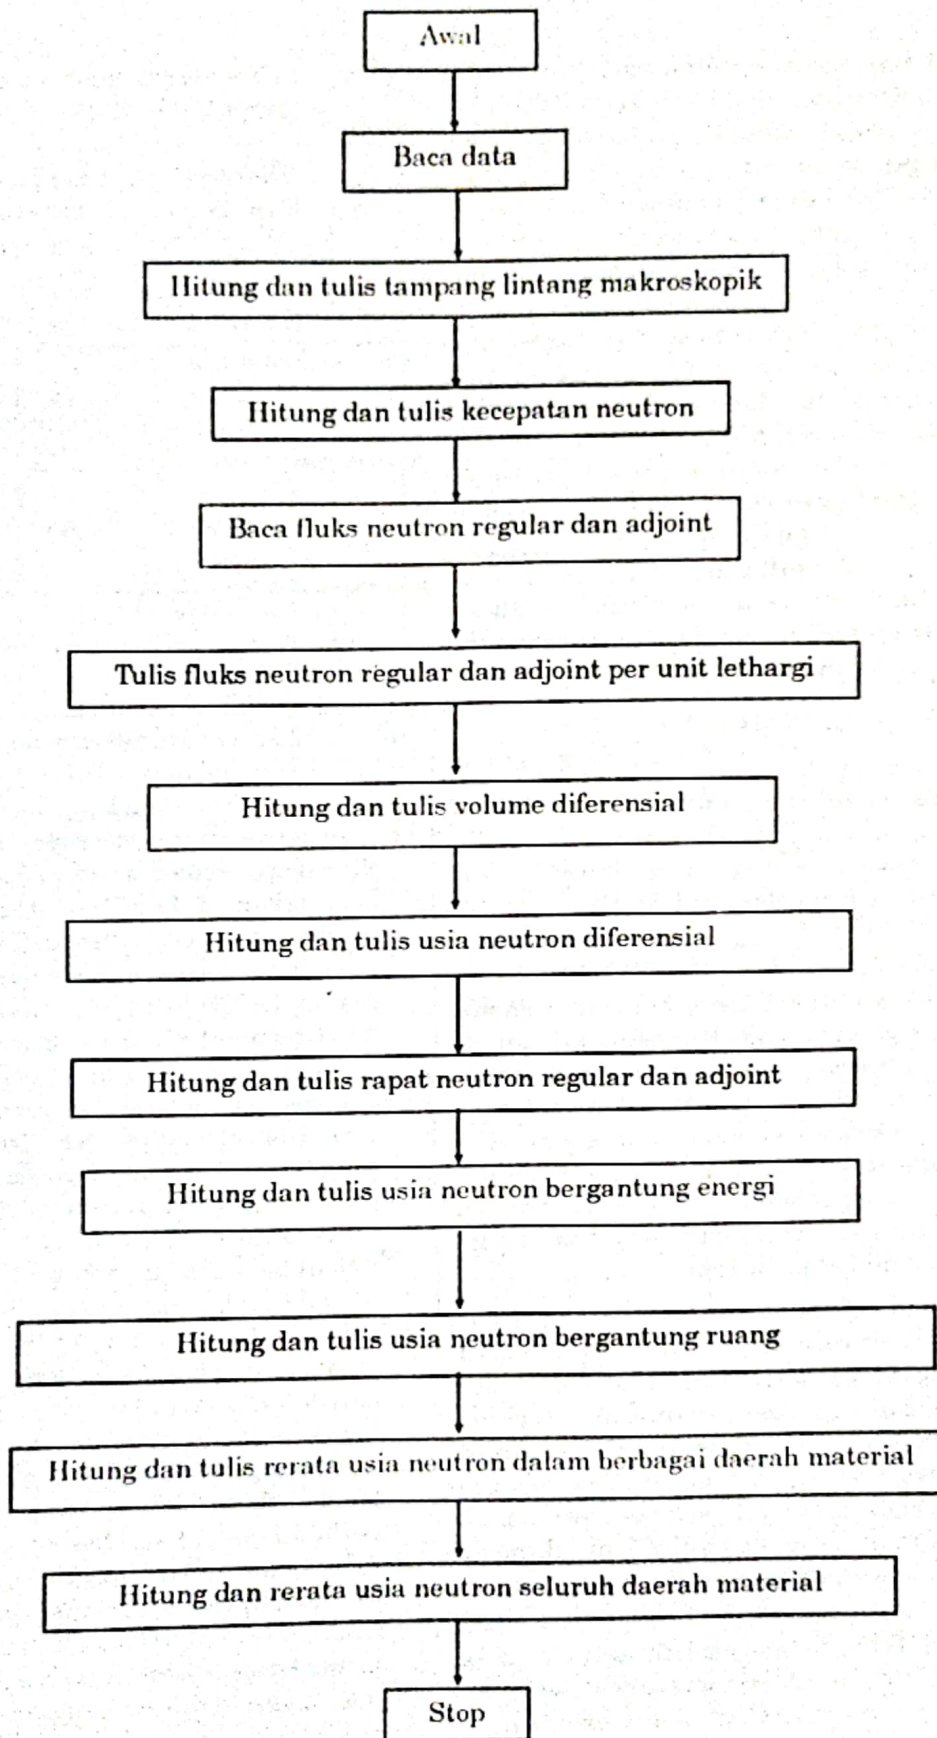 Awal
Baca data
Hitung dan tulis tampang lintang makroskopik
Hitung dan tulis kecepatan neutron
Baca fluks neutron regular dan adjoint
Tulis fluks neutron regular dan adjoint per unit lethargi
Hitung dan tulis volume diferensial
Hitung dan tulis usia neutron diferensial
Hitung dan tulis rapat neutron regular dan adjoint
Hitung dan tulis usia neutron bergantung energi
Hitung dan tulis usia neutron bergantung ruang
Hitung dan tulis rerata usia neutron dalam berbagai daerah material
Hitung dan rerata usia neutron seluruh daerah material
Stop